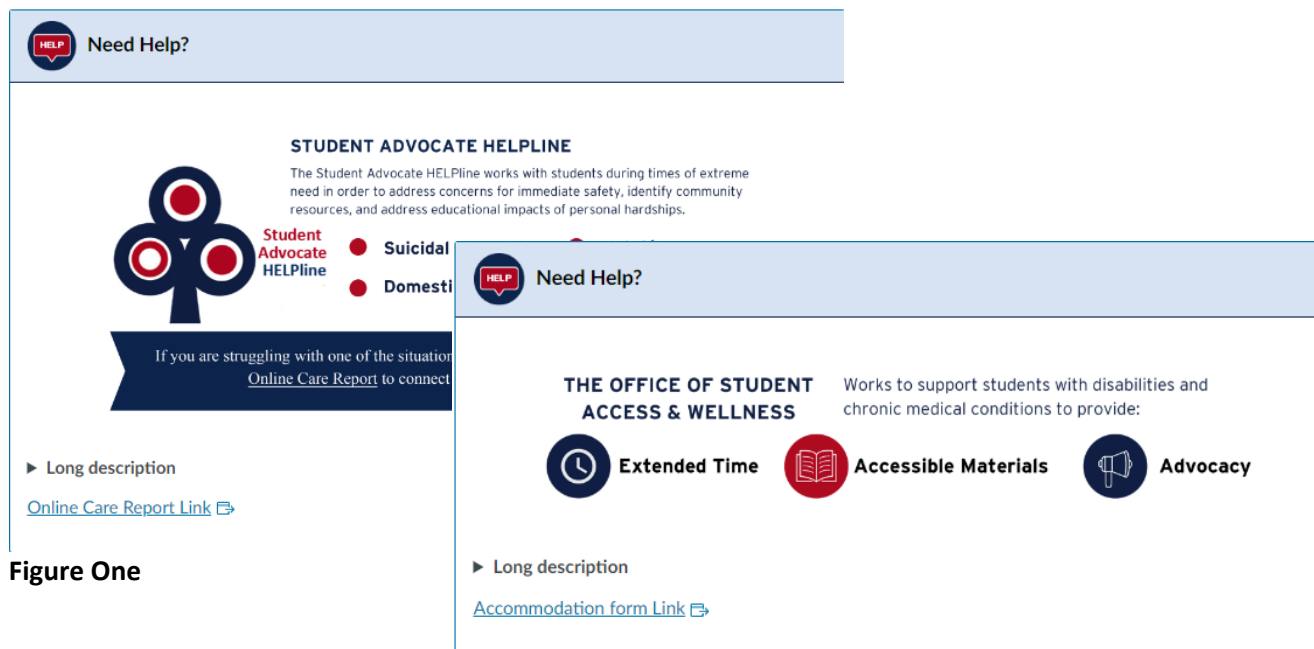 HELP
Need Help?
STUDENT ADVOCATE HELPLINE
The Student Advocate HELPline works with students during times of extreme
need in order to address concerns for immediate safety, identify community
resources, and address educational impacts of personal hardships.
Student
Advocate
HELPline
Suicidal
If you are struggling with one of the
Online Care Report to connect
Long description
Online Care Report Link
Figure One
HELP
Need Help?
THE OFFICE OF STUDENT
ACCESS & WELLNESS
Works to support students with disabilities and
chronic medical conditions to provide:
Extended Time
Accessible Materials
Advocacy
Long description
Accommodation form Link